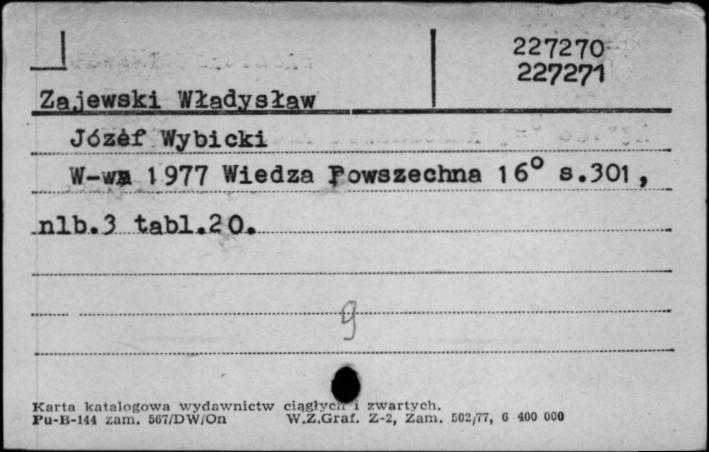 227270
227271
Zajewski Władysław
Józef Wybicki
W-wa 1977 Wiedza Powszechna 16° s.301,
nlb.3 tabl.20.
9
Karta katalogowa wydawnictw ciągłych i zwartych.
Pu-B-144 zam. 567/DW/On W.Z.Graf. Z-2, Zam. 502/77, 6 400 000